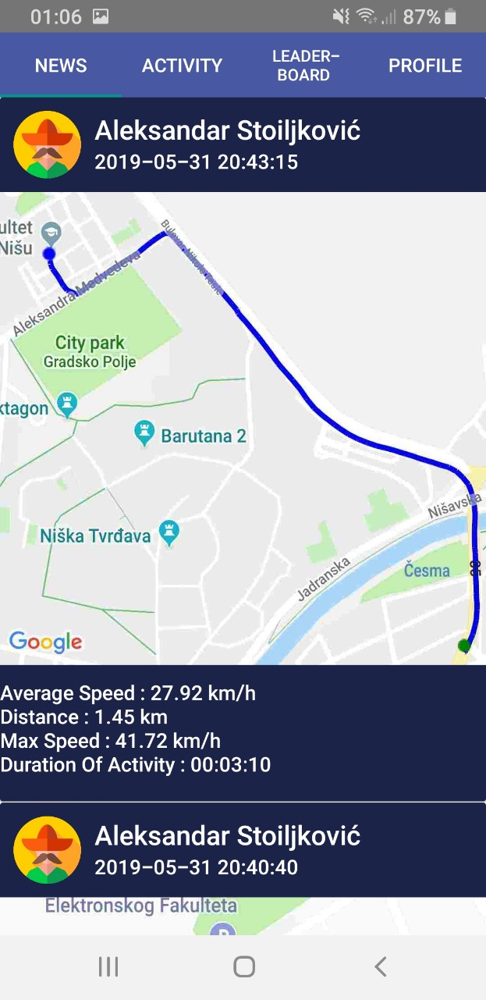 01:06 87%
NEWS
ACTIVITY
LEADER-
BOARD
PROFILE
Aleksandar Stoiljković
2019-05-31 20:43:15
ultet
Nišu
Bulevar Nikole Tesle
Aleksandra Medvedeva
City park
Gradsko Polje
ktagon
Barutana 2
Nišavska
Niška Tvrđava
Jadranska
Česma
35
Google
Average Speed : 27.92 km/h
Distance : 1.45 km
Max Speed : 41.72 km/h
Duration Of Activity : 00:03:10
Aleksandar Stoiljković
2019-05-31 20:40:40
Elektronskog Fakulteta
P